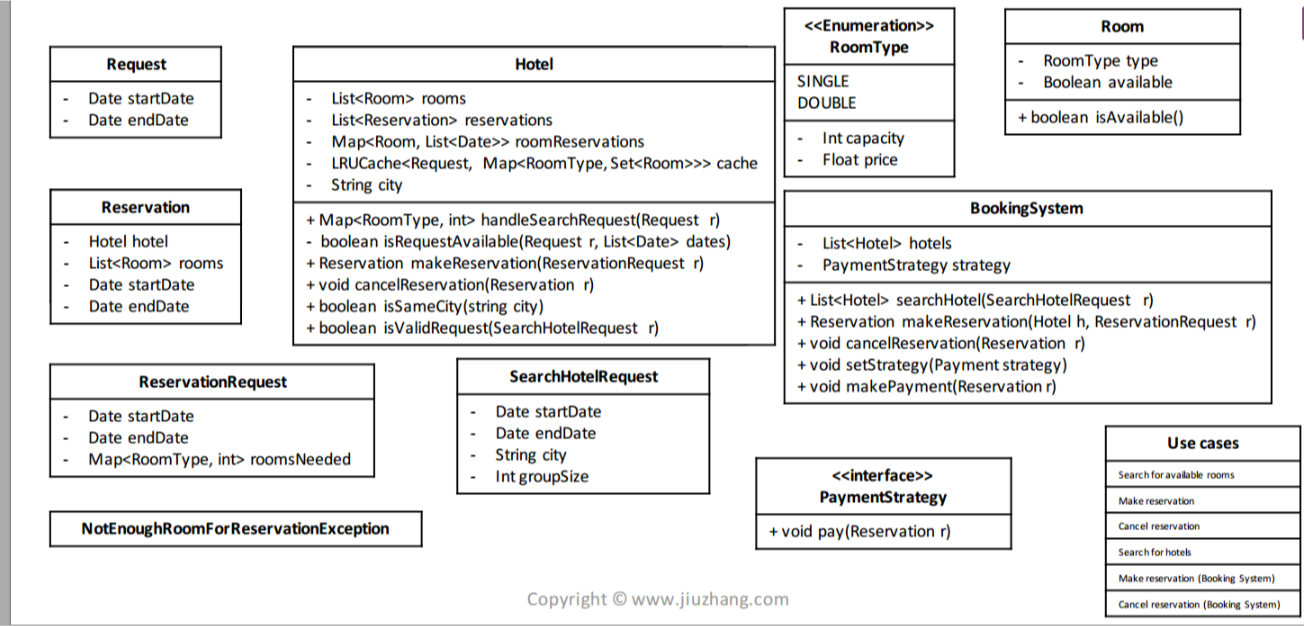 Request
- Date startDate
- Date endDate
Hotel
- List<Room> rooms
- List<Reservation> reservations
- Map<Room, List<Date>> roomReservations
- LRUCache<Request, Map<RoomType, Set<Room>>> cache
- String city
+ Map<RoomType, int> handleSearchRequest(Request r)
- boolean isRequestAvailable(Request r, List<Date> dates)
+ Reservation makeReservation(ReservationRequest r)
+ void cancelReservation(Reservation r)
+ boolean isSameCity(string city)
+ boolean isValidRequest(SearchHotelRequest r)
<<Enumeration>>
RoomType
SINGLE
DOUBLE
- Int capacity
- Float price
Room
- RoomType type
- Boolean available
+ boolean isAvailable()
Reservation
- Hotel hotel
- List<Room> rooms
- Date startDate
- Date endDate
BookingSystem
- List<Hotel> hotels
- PaymentStrategy strategy
+ List<Hotel> searchHotel(SearchHotelRequest r)
+ Reservation makeReservation(Hotel h, ReservationRequest r)
+ void cancelReservation(Reservation r)
+ void setStrategy(Payment strategy)
+ void makePayment(Reservation r)
ReservationRequest
- Date startDate
- Date endDate
- Map<RoomType, int> roomsNeeded
SearchHotelRequest
- Date startDate
- Date endDate
- String city
- Int groupSize
<<interface>>
PaymentStrategy
+ void pay(Reservation r)
Use cases
Search for available rooms
Make reservation
Cancel reservation
Search for hotels
Make reservation (Booking System)
Cancel reservation (Booking System)
NotEnoughRoomForReservationException
Copyright © www.jiuzhang.com